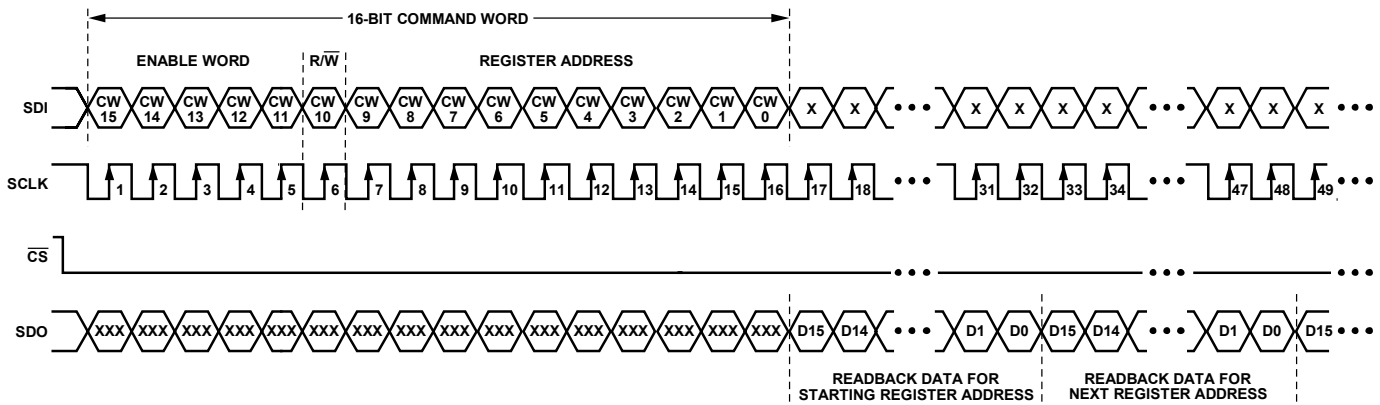 16-BIT COMMAND WORD
ENABLE WORD R/W̅ REGISTER ADDRESS
SDI CW 15 CW 14 CW 13 CW 12 CW 11 CW 10 CW 9 CW 8 CW 7 CW 6 CW 5 CW 4 CW 3 CW 2 CW 1 CW 0 X X ••• X X X X ••• X X X •••
SCLK 1 2 3 4 5 6 7 8 9 10 11 12 13 14 15 16 17 18 ••• 31 32 33 34 ••• 47 48 49 •••
C̅S̅ ••• ••• •••
SDO XXX XXX XXX XXX XXX XXX XXX XXX XXX XXX XXX XXX XXX XXX XXX XXX D15 D14 ••• D1 D0 D15 D14 ••• D1 D0 D15 •••
READBACK DATA FOR STARTING REGISTER ADDRESS
READBACK DATA FOR NEXT REGISTER ADDRESS